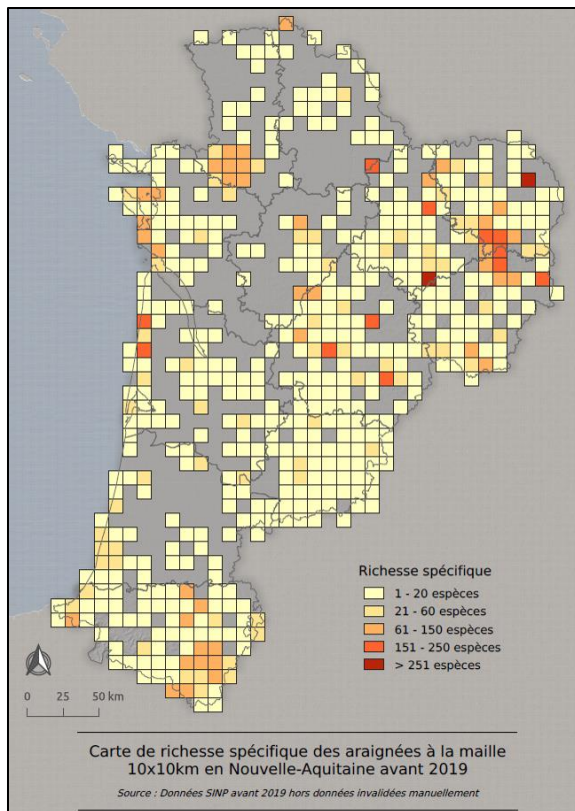 Richesse spécifique
1 - 20 espèces
21 - 60 espèces
61 - 150 espèces
151 - 250 espèces
> 251 espèces
0 25 50 km
Carte de richesse spécifique des araignées à la maille
10x10km en Nouvelle-Aquitaine avant 2019
Source : Données SINP avant 2019 hors données invalidées manuellement